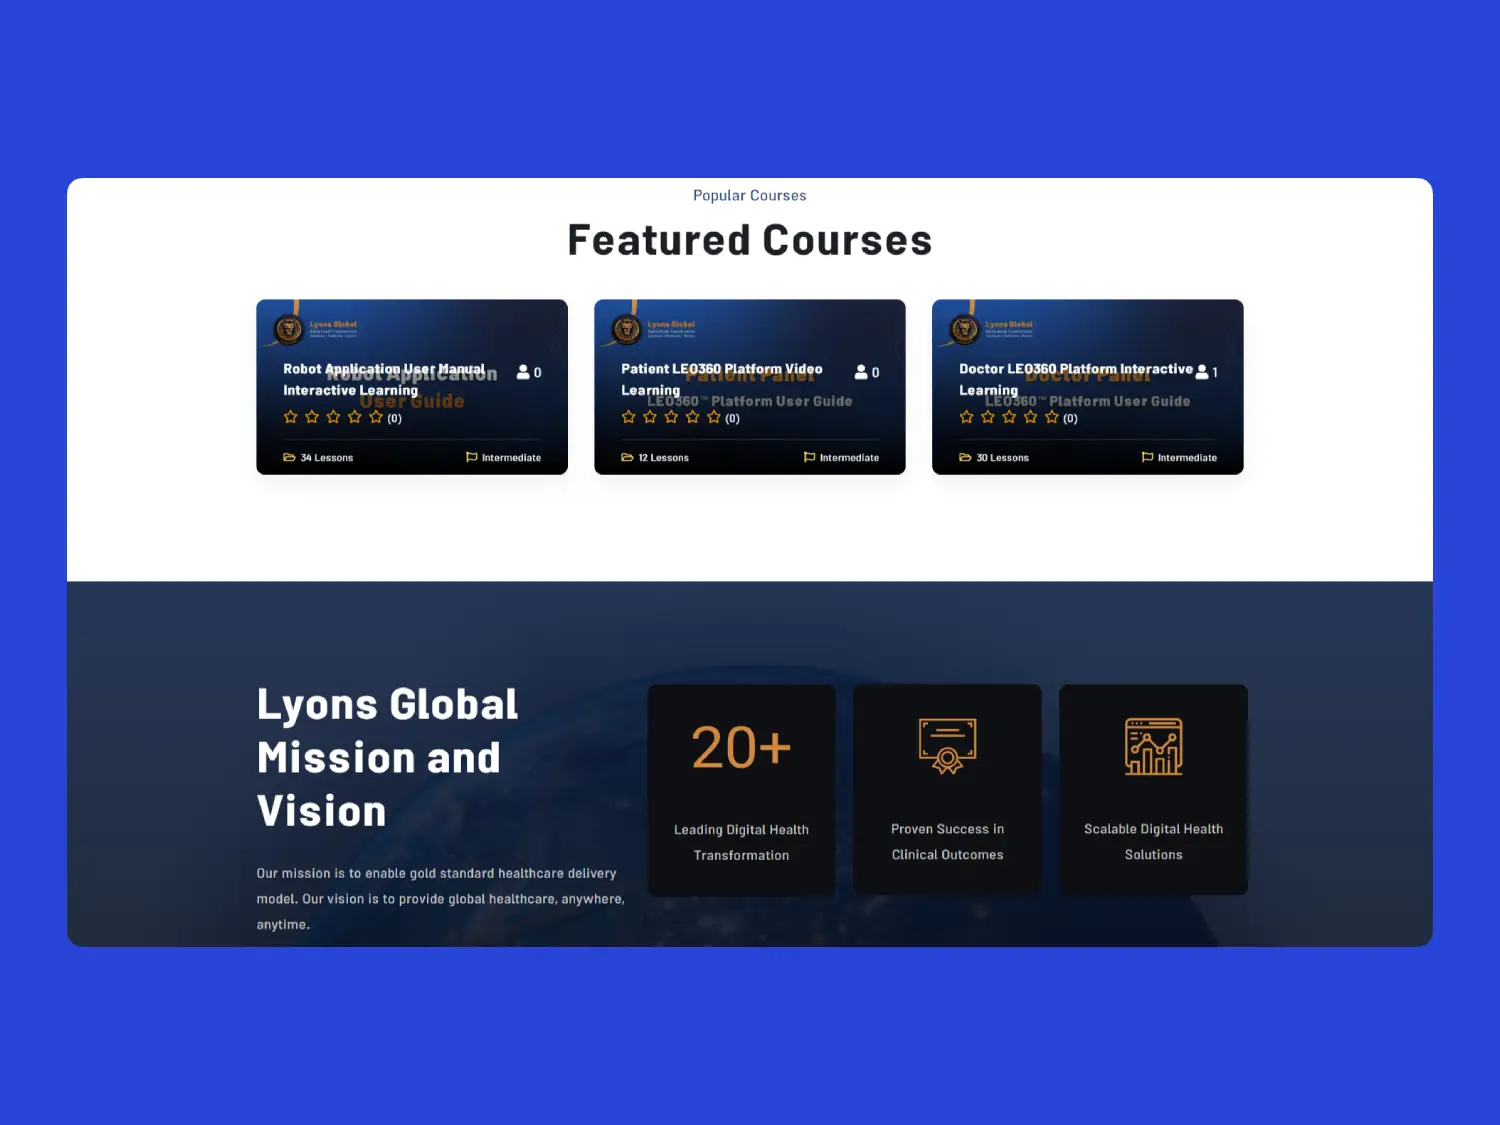 Popular Courses
Featured Courses
Lyons Global
Robot Application User Manual
Interactive Learning
0
Robot Application
User Guide
(0)
34 Lessons
Intermediate
Lyons Global
Patient LEO360 Platform Video
Learning
0
Patient Panel
LEO360™ Platform User Guide
(0)
12 Lessons
Intermediate
Lyons Global
Doctor LEO360 Platform Interactive
Learning
1
Doctor Panel
LEO360™ Platform User Guide
(0)
30 Lessons
Intermediate
Lyons Global
Mission and
Vision
Our mission is to enable gold standard healthcare delivery
model. Our vision is to provide global healthcare, anywhere,
anytime.
20+
Leading Digital Health
Transformation
Proven Success in
Clinical Outcomes
Scalable Digital Health
Solutions